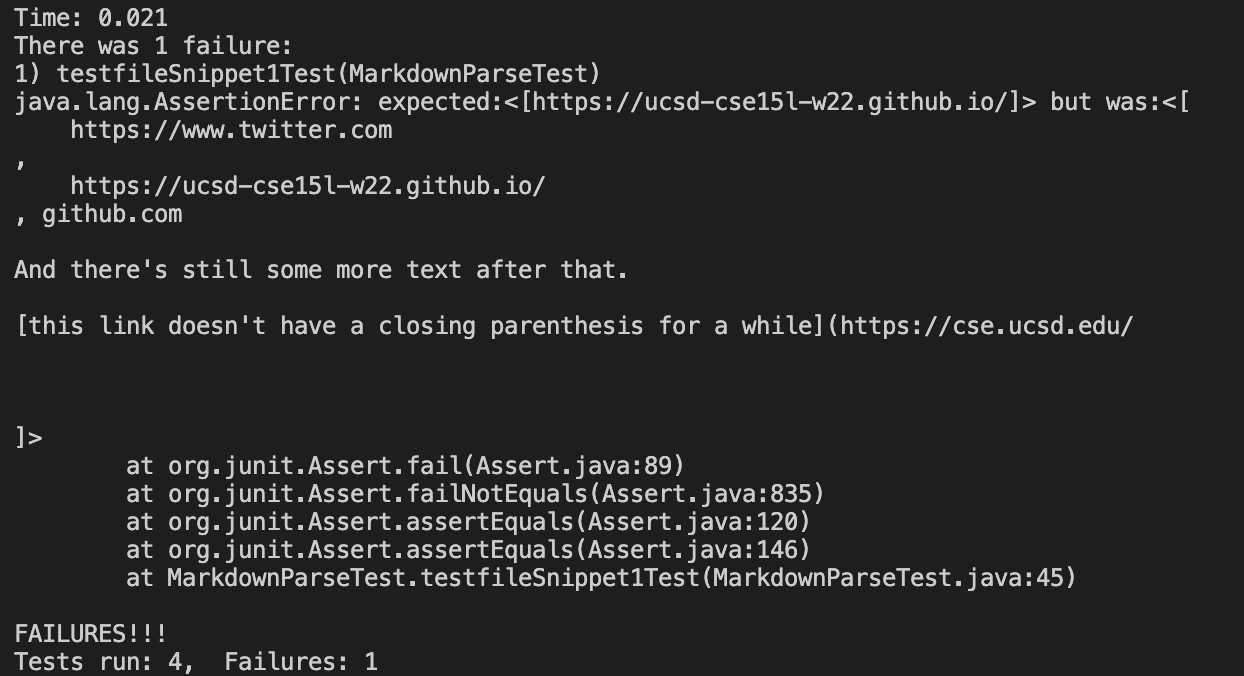 Time: 0.021
There was 1 failure:
1) testfileSnippet1Test(MarkdownParseTest)
java.lang.AssertionError: expected:<[https://ucsd-cse15l-w22.github.io/]> but was:<[
    https://www.twitter.com
,
    https://ucsd-cse15l-w22.github.io/
, github.com

And there's still some more text after that.

[this link doesn't have a closing parenthesis for a while](https://cse.ucsd.edu/



]>
        at org.junit.Assert.fail(Assert.java:89)
        at org.junit.Assert.failNotEquals(Assert.java:835)
        at org.junit.Assert.assertEquals(Assert.java:120)
        at org.junit.Assert.assertEquals(Assert.java:146)
        at MarkdownParseTest.testfileSnippet1Test(MarkdownParseTest.java:45)

FAILURES!!!
Tests run: 4,  Failures: 1